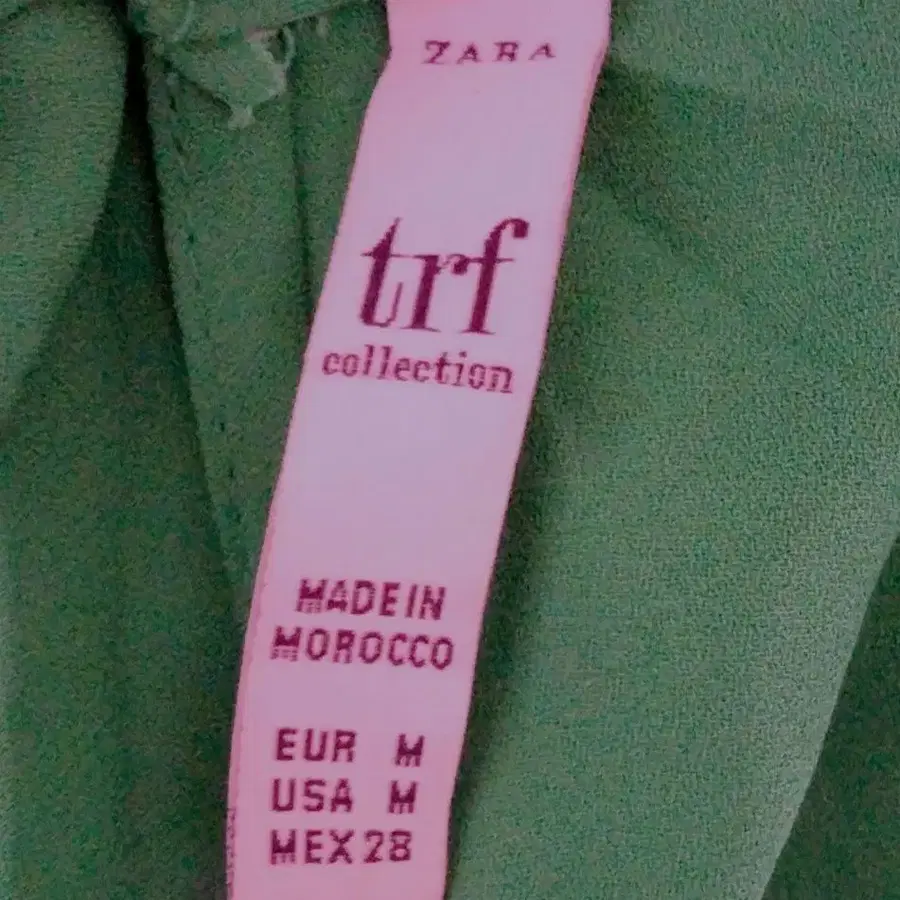 ZARA
trf
collection
MADE IN
MOROCCO
EUR M
USA M
MEX 28